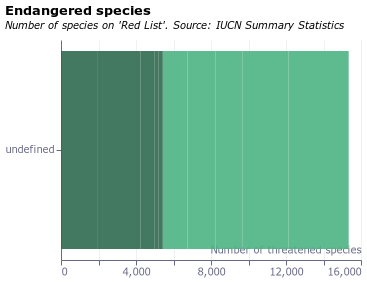 Endangered species
Number of species on 'Red List'. Source: IUCN Summary Statistics
undefined
Number of threatened species
0 4,000 8,000 12,000 16,000